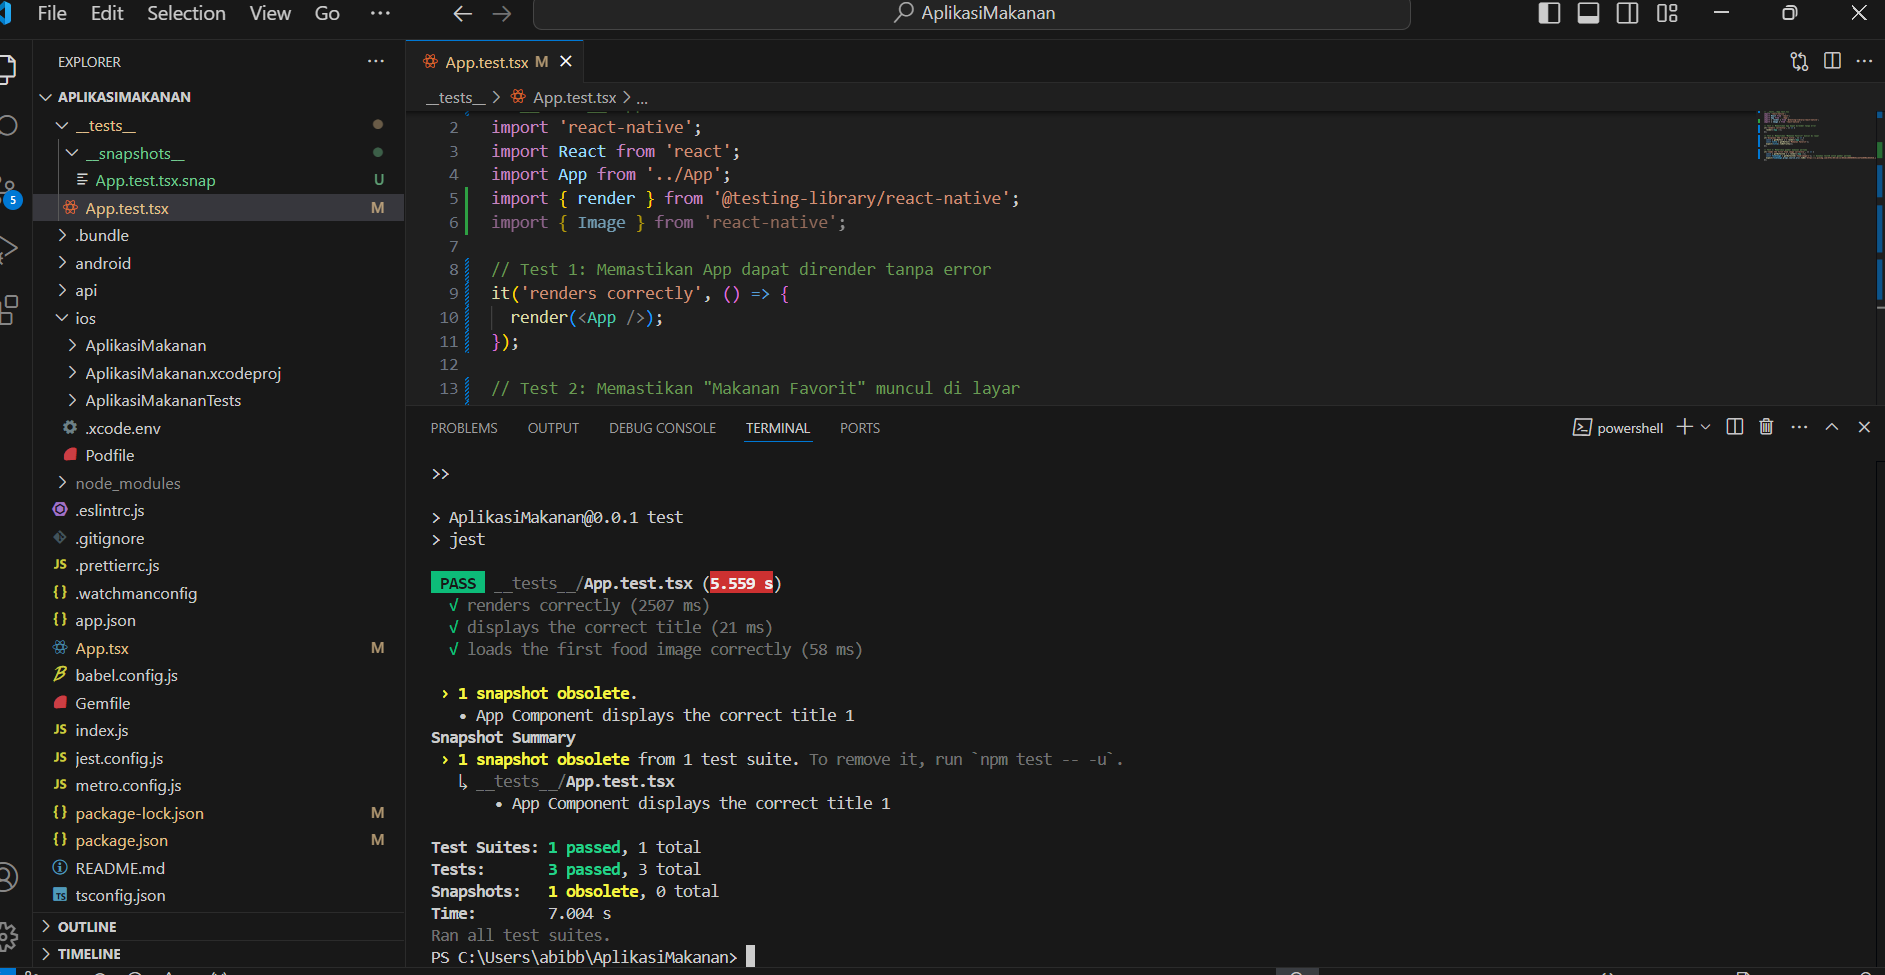 File Edit Selection View Go ···
AplikasiMakanan
EXPLORER ···
APLIKASIMAKANAN
__tests__
__snapshots__
App.test.tsx.snap U
App.test.tsx M
.bundle
android
api
ios
AplikasiMakanan
AplikasiMakanan.xcodeproj
AplikasiMakananTests
.xcode.env
Podfile
node_modules
.eslintrc.js
.gitignore
JS .prettierrc.js
{} .watchmanconfig
{} app.json
App.tsx M
babel.config.js
Gemfile
JS index.js
JS jest.config.js
JS metro.config.js
{} package-lock.json M
{} package.json M
README.md
TS tsconfig.json
OUTLINE
TIMELINE
5
App.test.tsx M
__tests__ > App.test.tsx > ...
2 import 'react-native';
3 import React from 'react';
4 import App from '../App';
5 import { render } from '@testing-library/react-native';
6 import { Image } from 'react-native';
7
8 // Test 1: Memastikan App dapat dirender tanpa error
9 it('renders correctly', () => {
10 render(<App />);
11 });
12
13 // Test 2: Memastikan "Makanan Favorit" muncul di layar
PROBLEMS OUTPUT DEBUG CONSOLE TERMINAL PORTS
powershell
>>
> AplikasiMakanan@0.0.1 test
> jest
PASS __tests__/App.test.tsx (5.559 s)
√ renders correctly (2507 ms)
√ displays the correct title (21 ms)
√ loads the first food image correctly (58 ms)
› 1 snapshot obsolete.
• App Component displays the correct title 1
Snapshot Summary
› 1 snapshot obsolete from 1 test suite. To remove it, run `npm test -- -u`.
↳ __tests__/App.test.tsx
• App Component displays the correct title 1
Test Suites: 1 passed, 1 total
Tests: 3 passed, 3 total
Snapshots: 1 obsolete, 0 total
Time: 7.004 s
Ran all test suites.
PS C:\Users\abibb\AplikasiMakanan>